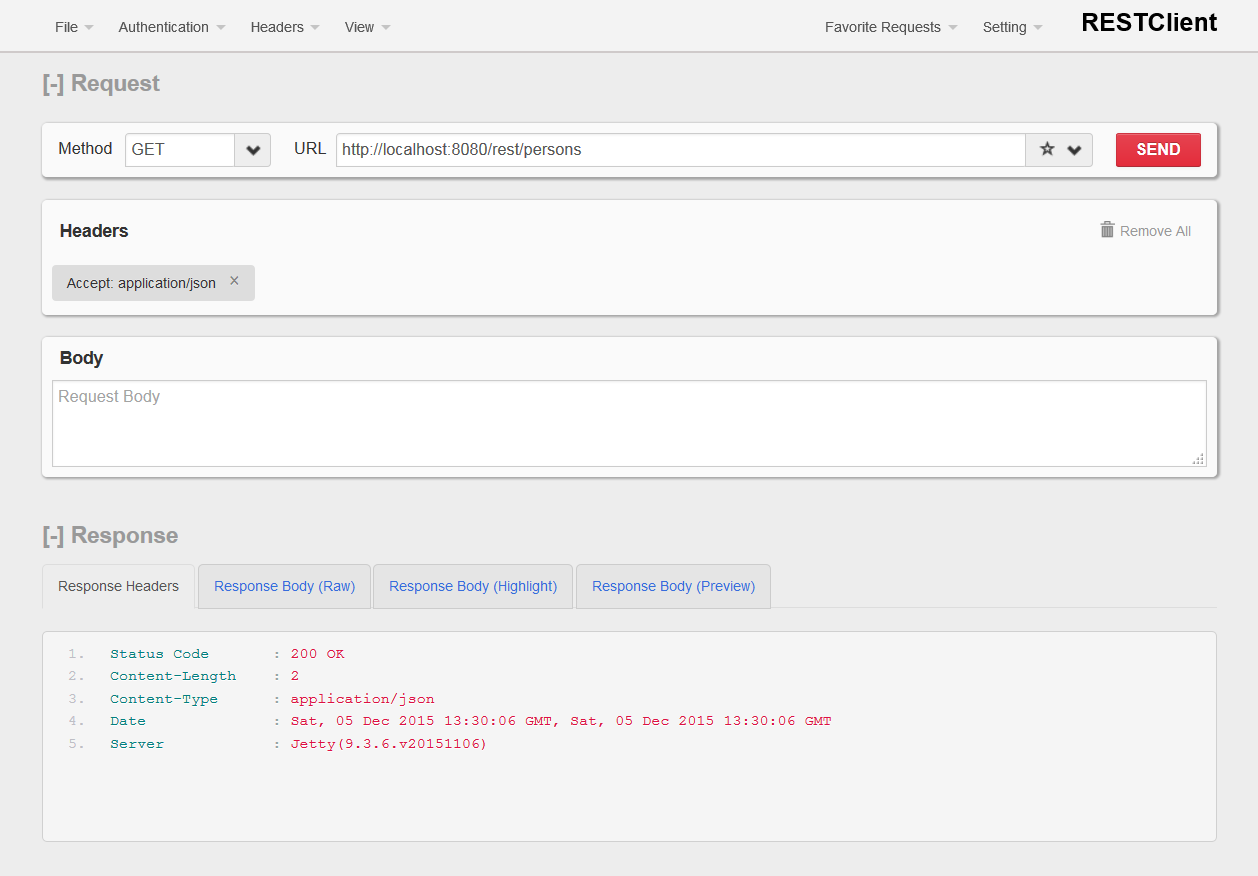 File Authentication Headers View Favorite Requests Setting RESTClient
[-] Request
Method GET URL http://localhost:8080/rest/persons SEND
Headers Remove All
Accept: application/json ×
Body
Request Body
[-] Response
Response Headers Response Body (Raw) Response Body (Highlight) Response Body (Preview)
1. Status Code : 200 OK
2. Content-Length : 2
3. Content-Type : application/json
4. Date : Sat, 05 Dec 2015 13:30:06 GMT, Sat, 05 Dec 2015 13:30:06 GMT
5. Server : Jetty(9.3.6.v20151106)